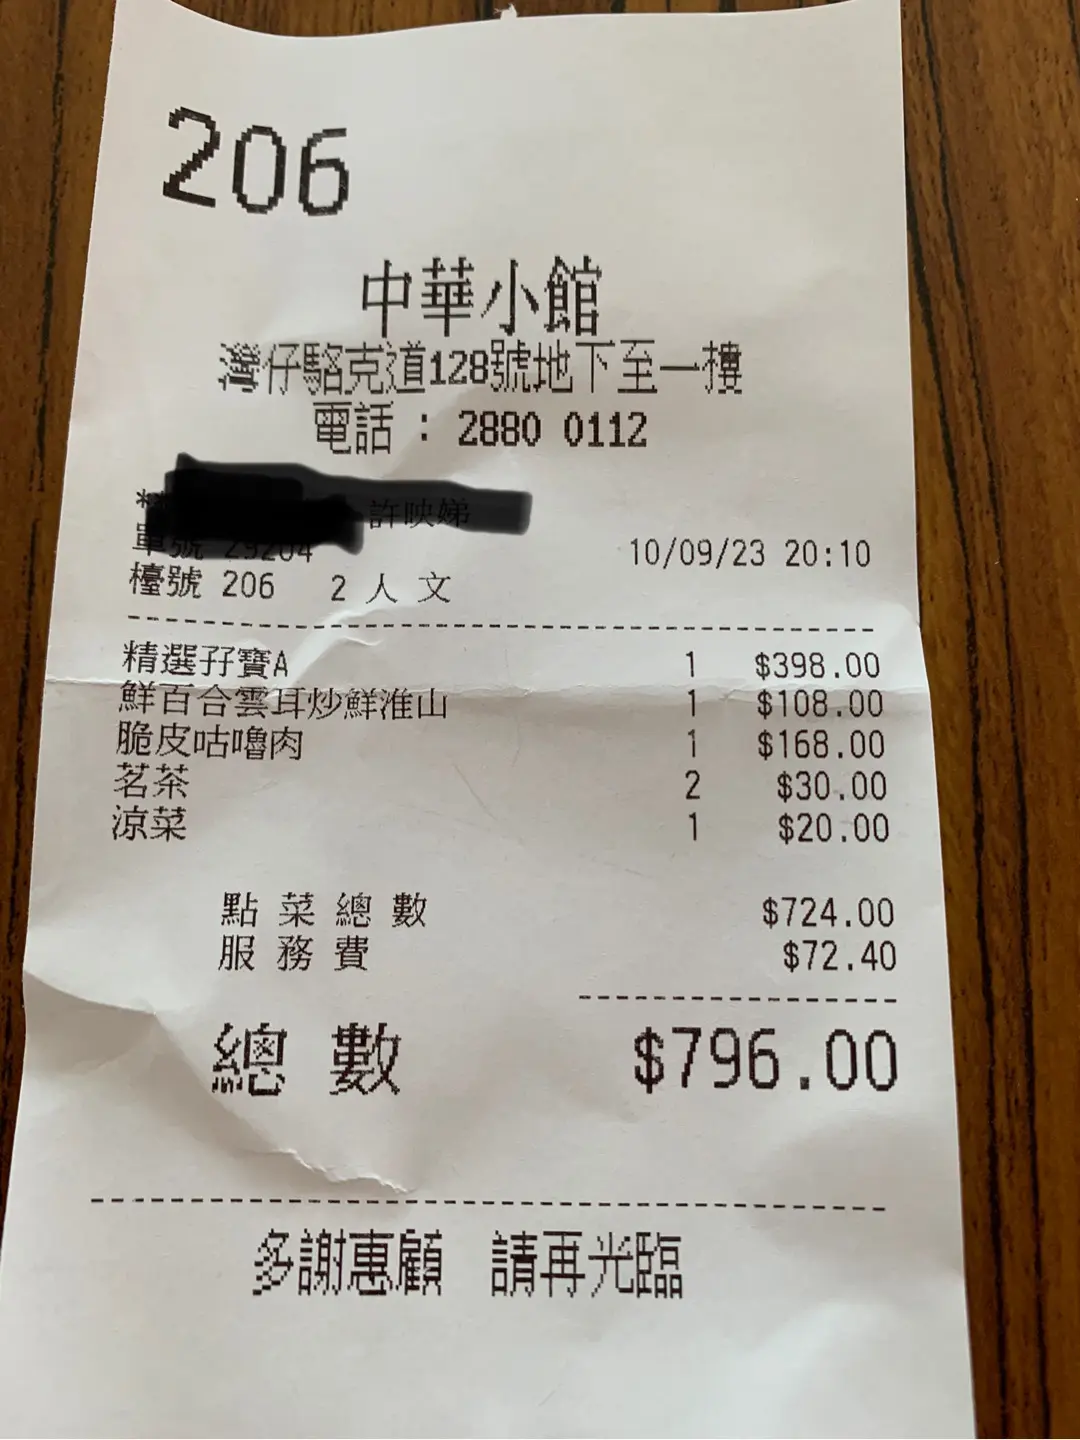 206
中華小館
灣仔駱克道128號地下至一樓
電話 : 2880 0112
單號 29204
10/09/23 20:10
檯號 206 2 人 文
精選孖寶A 1 $398.00
鮮百合雲耳炒鮮淮山 1 $108.00
脆皮咕嚕肉 1 $168.00
茗茶 2 $30.00
涼菜 1 $20.00
點 菜 總 數 $724.00
服 務 費 $72.40
總 數 $796.00
多謝惠顧 請再光臨